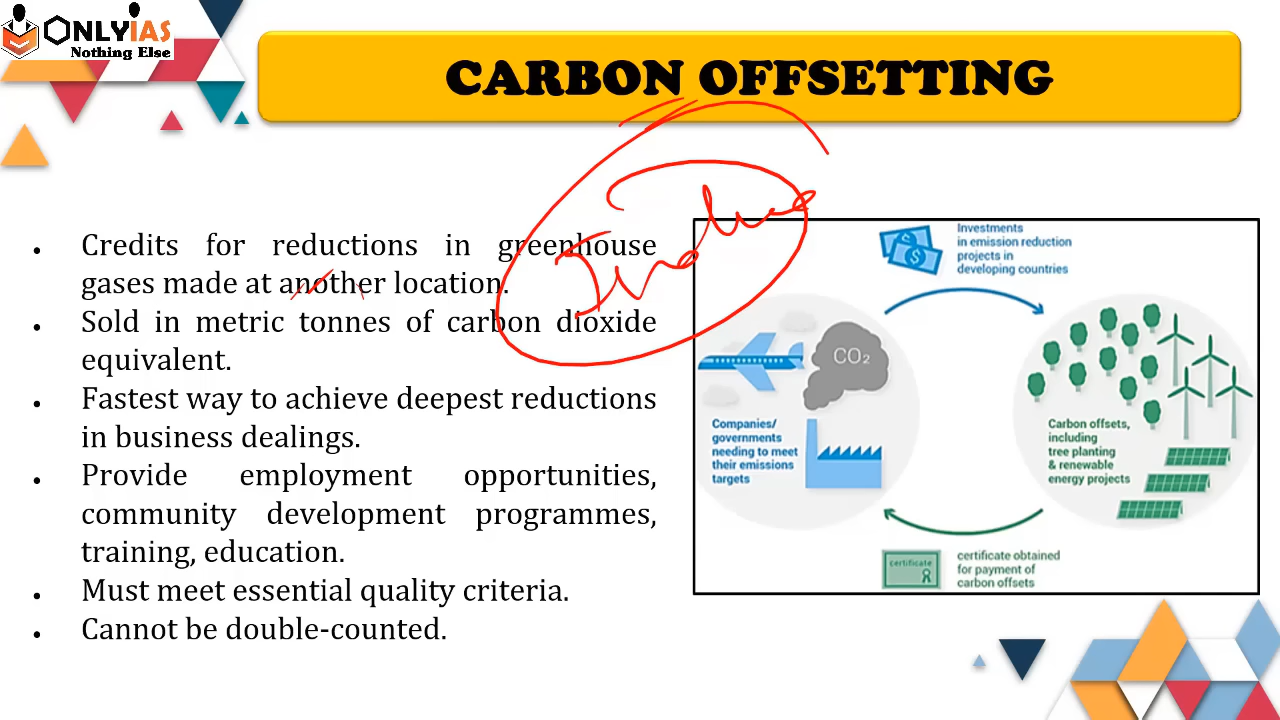 ONLYIAS
Nothing Else
CARBON OFFSETTING
Credits for reductions in greenhouse
gases made at another location.
Sold in metric tonnes of carbon dioxide
equivalent.
Fastest way to achieve deepest reductions
in business dealings.
Provide employment opportunities,
community development programmes,
training, education.
Must meet essential quality criteria.
Cannot be double-counted.
Investments
in emission reduction
projects in
developing countries
CO₂
Companies/
governments
needing to meet
their emissions
targets
Carbon offsets,
including
tree planting
& renewable
energy projects
certificate
certificate obtained
for payment of
carbon offsets